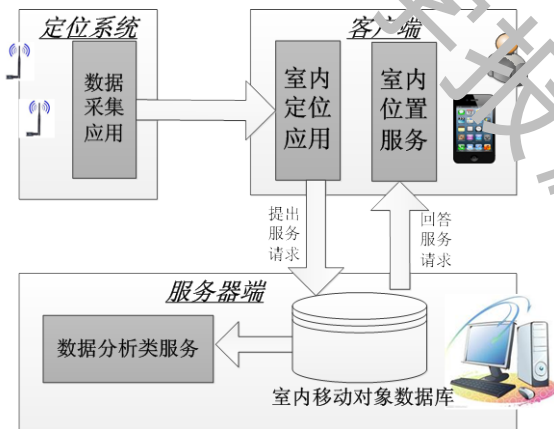 定位系统
客户端
数据
采集
应用
室内
定位
应用
室内
位置
服务
提出
服务
请求
回答
服务
请求
服务器端
数据分析类服务
室内移动对象数据库